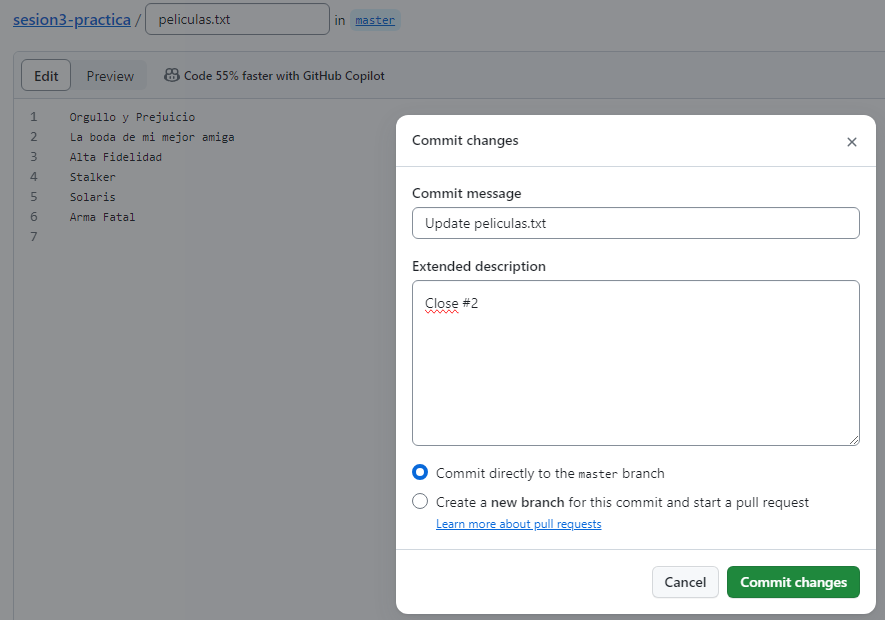 sesion3-practica / peliculas.txt in master
Edit Preview Code 55% faster with GitHub Copilot
1 Orgullo y Prejuicio
2 La boda de mi mejor amiga
3 Alta Fidelidad
4 Stalker
5 Solaris
6 Arma Fatal
7
Commit changes
Commit message
Update peliculas.txt
Extended description
Close #2
Commit directly to the master branch
Create a new branch for this commit and start a pull request
Learn more about pull requests
Cancel Commit changes